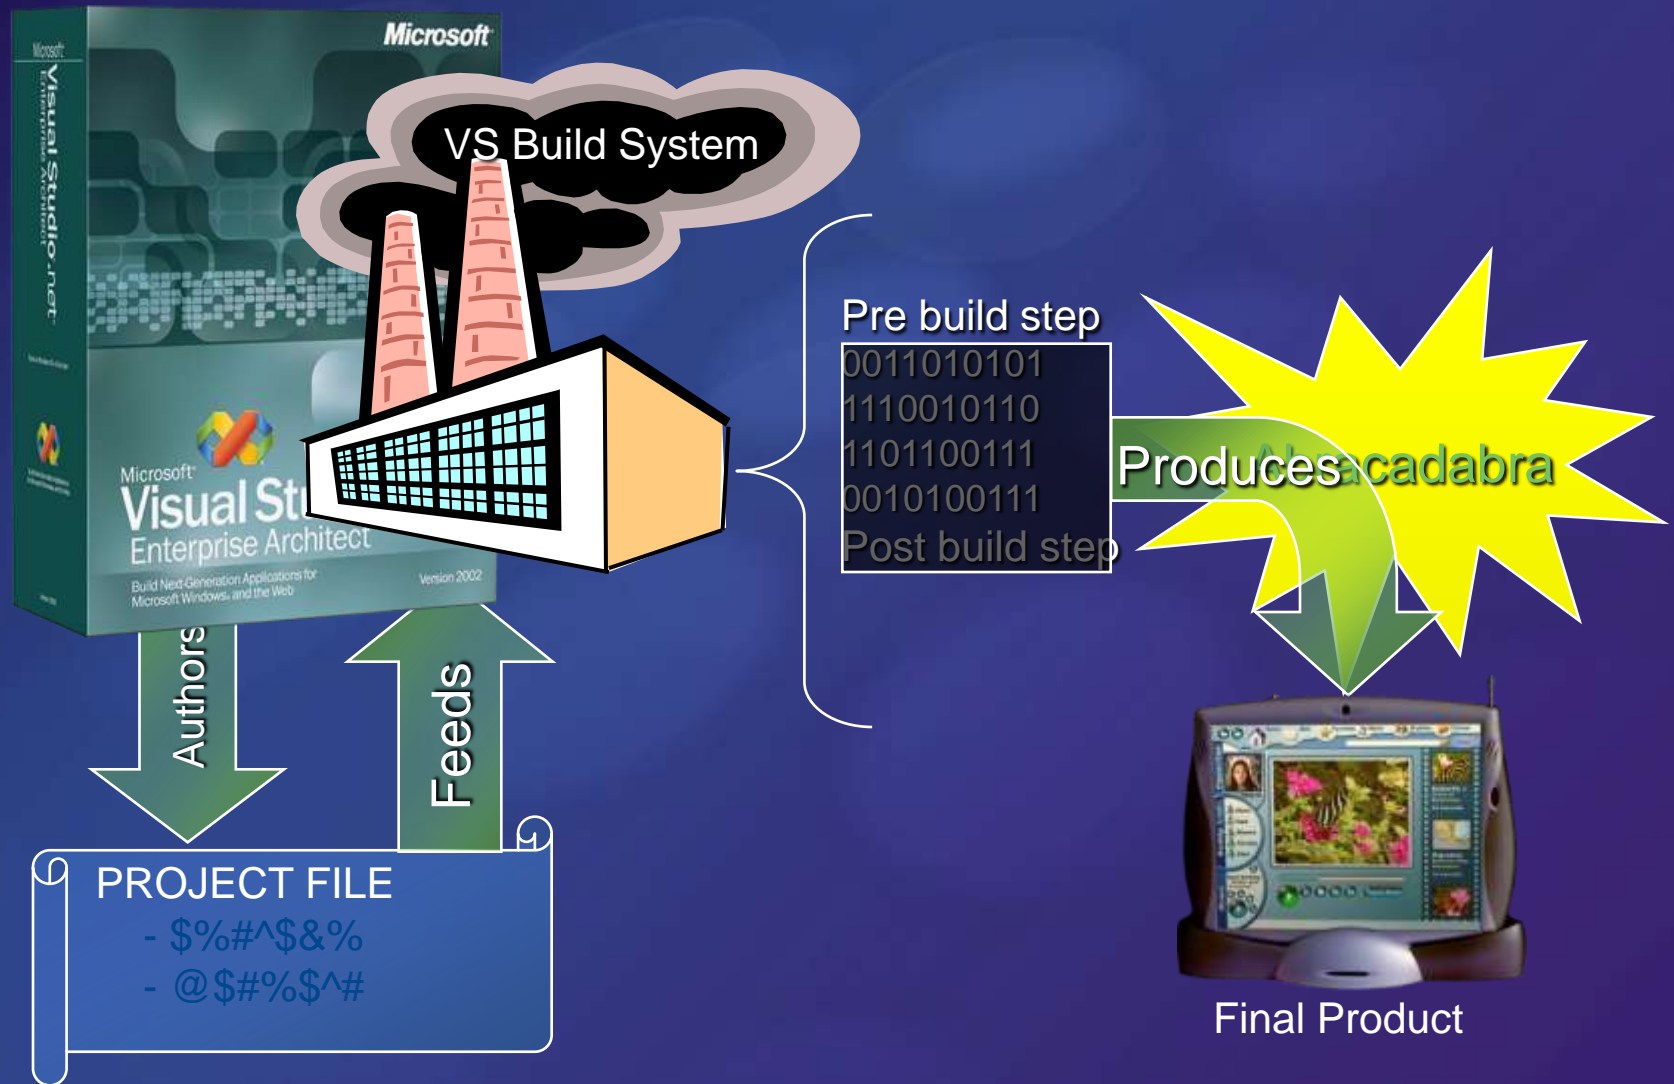 Microsoft
Microsoft
Visual Studio.net
Enterprise Architect
VS Build System
Microsoft
Visual St
Enterprise Architect
Build Next-Generation Applications for
Microsoft Windows and the Web
Version 2002
Pre build step
0011010101
1110010110
1101100111
0010100111
Post build step
Produces
Abracadabra
Authors
Feeds
PROJECT FILE
- $%#^$&%
- @$#%$^#
Final Product